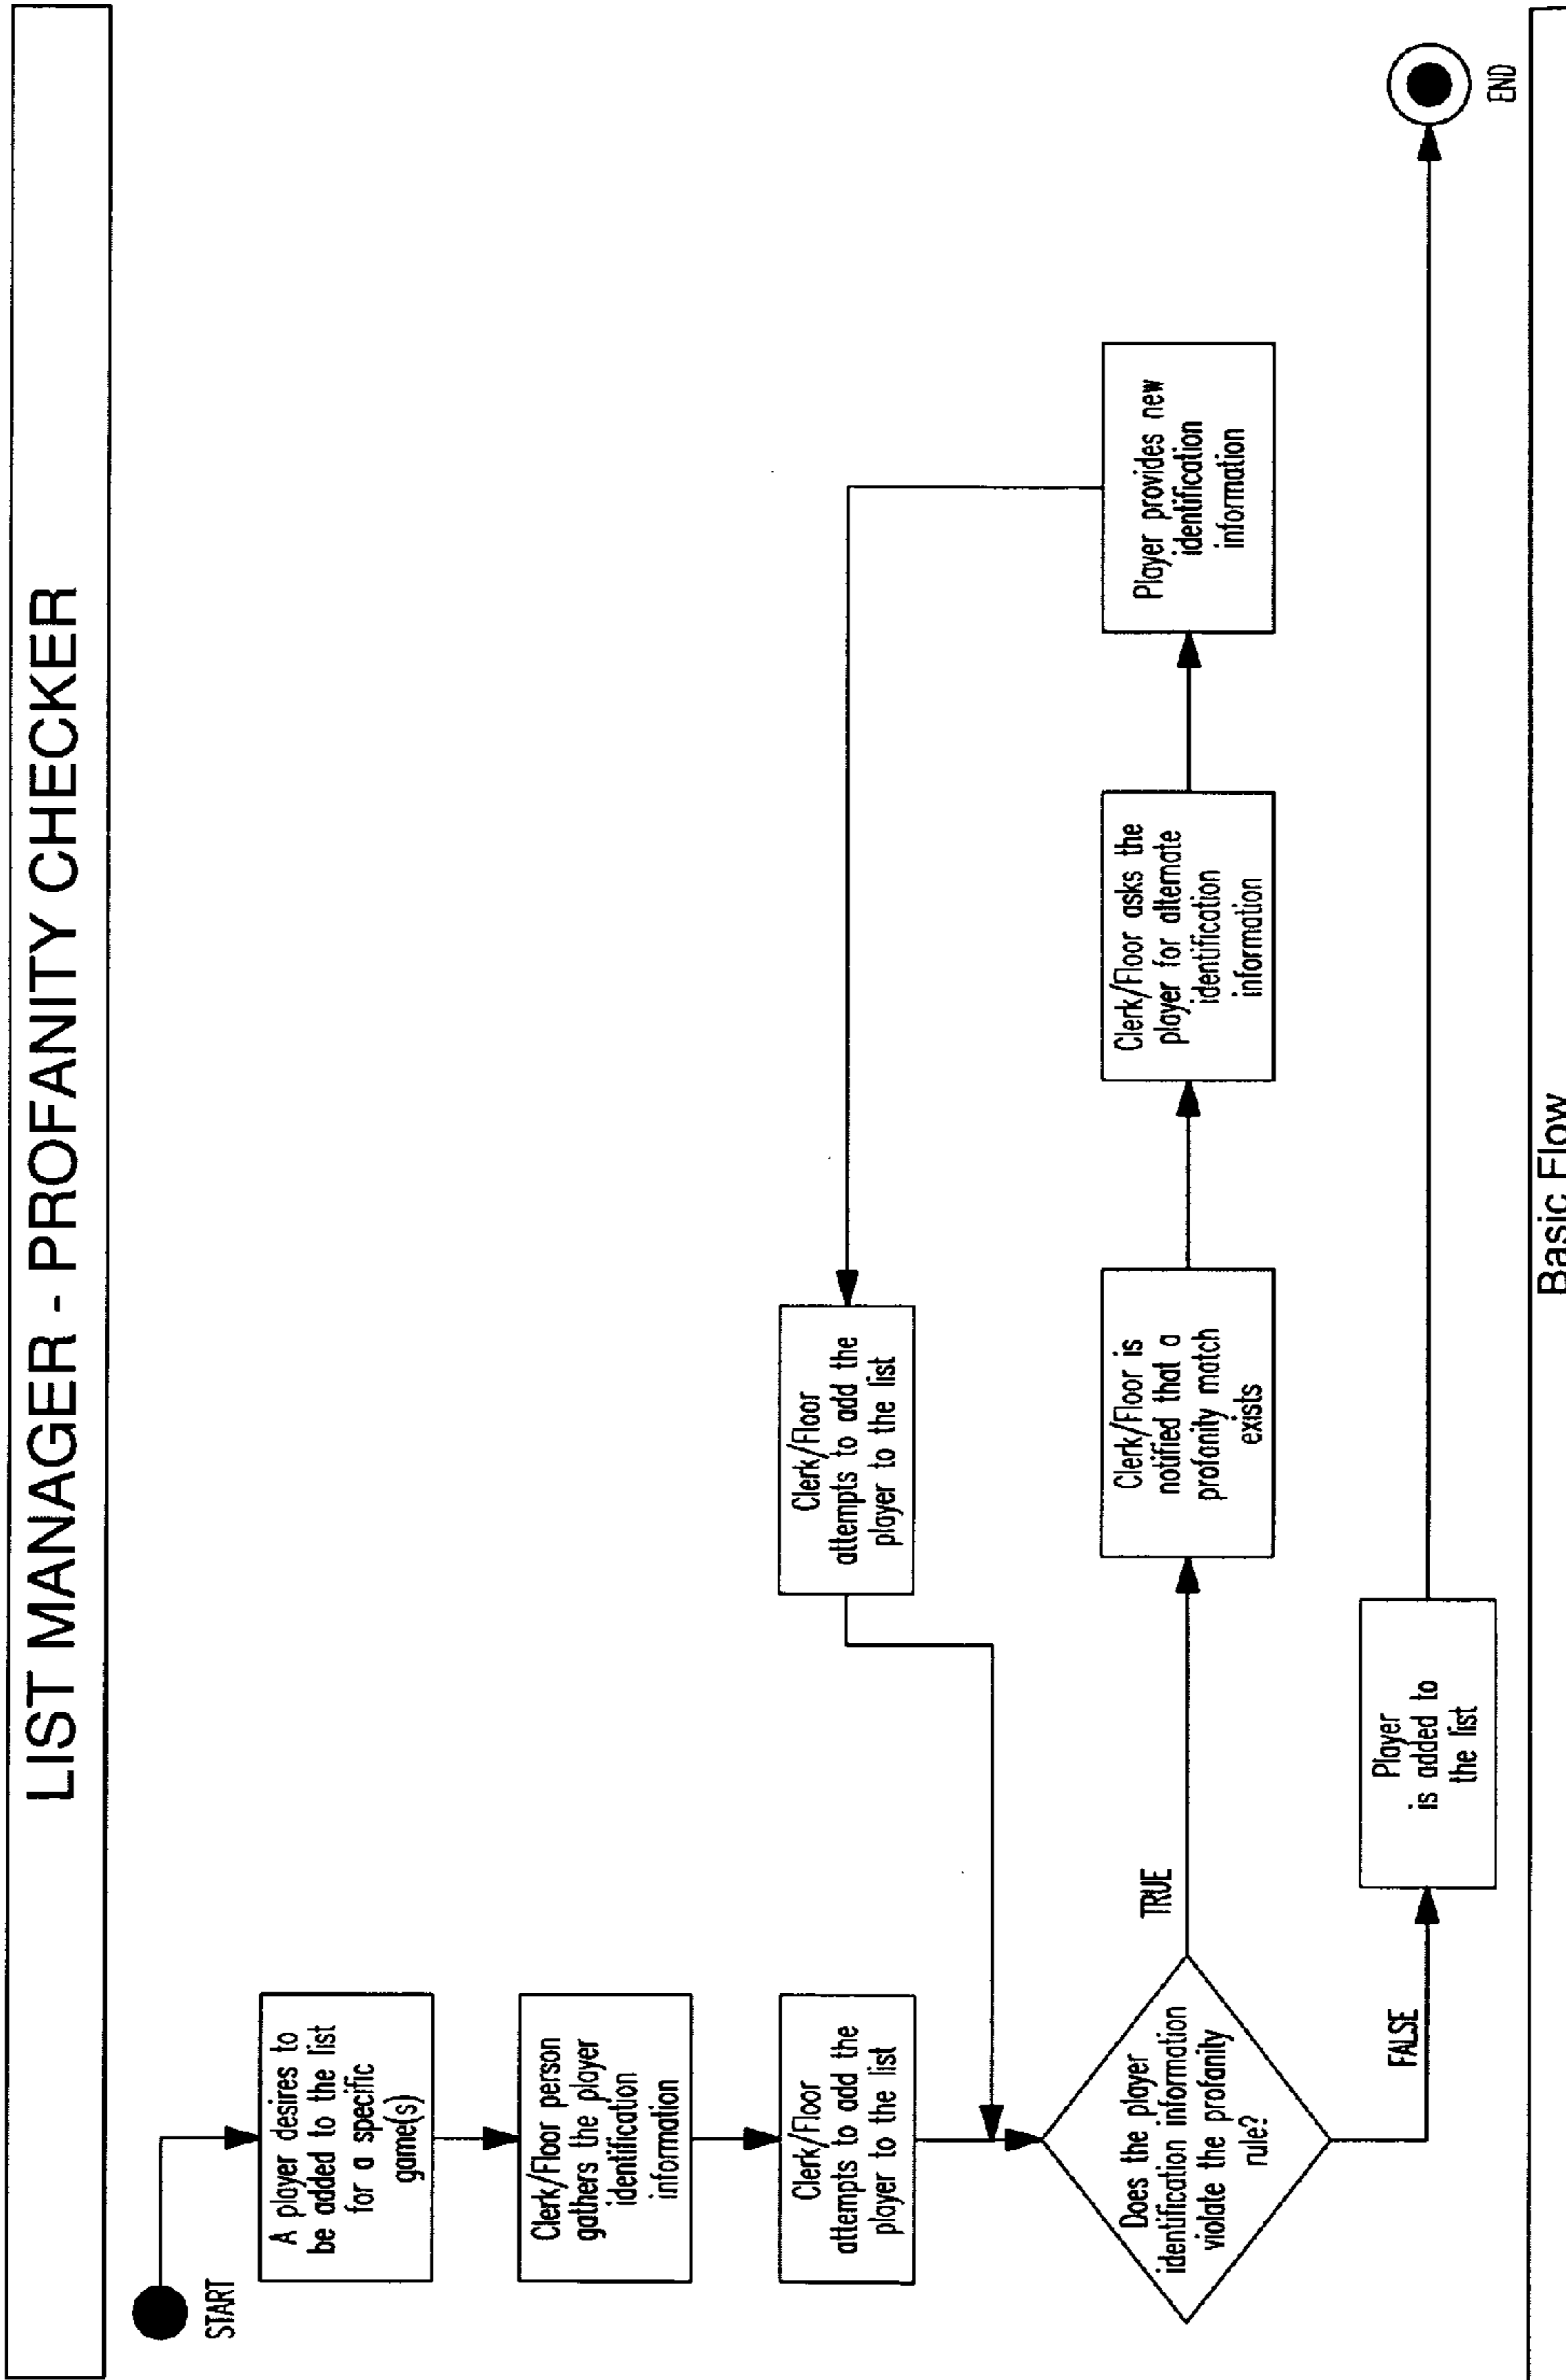 LIST MANAGER - PROFANITY CHECKER
START
A player desires to
be added to the list
for a specific
game(s)
Clerk/Floor person
gathers the player
identification
information
Clerk/Floor
attempts to add the
player to the list
Does the player
identification information
violate the profanity
rule?
TRUE
Clerk/Floor is
notified that a
profanity match
exists
Clerk/Floor asks the
player for alternate
identification
information
Player provides new
identification
information
Clerk/Floor
attempts to add the
player to the list
FALSE
Player
is added to
the list
END
Basic Flow